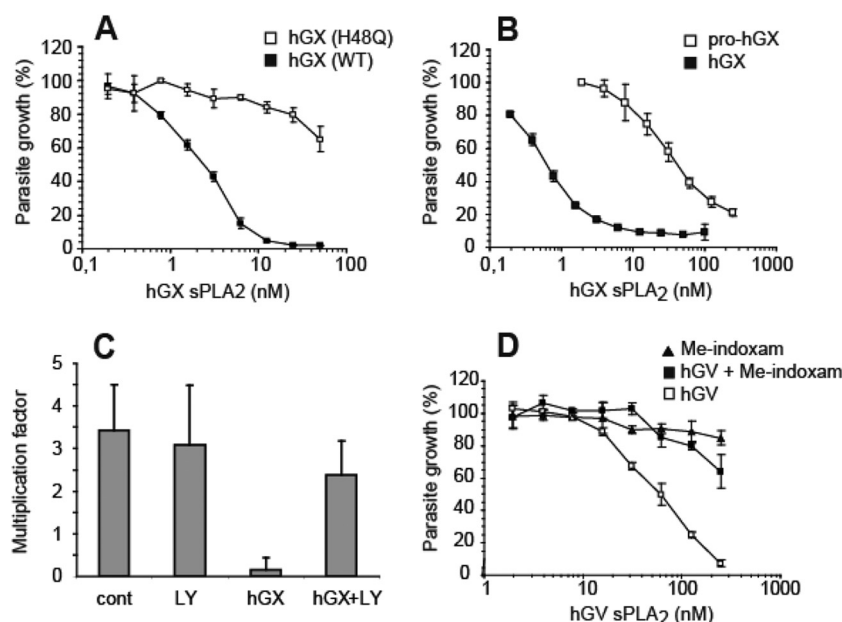 A
hGX (H48Q)
hGX (WT)
Parasite growth (%)
120
100
80
60
40
20
0
0,1
1
10
100
hGX sPLA2 (nM)
B
pro-hGX
hGX
Parasite growth (%)
120
100
80
60
40
20
0
0,1
1
10
100
1000
hGX sPLA2 (nM)
C
Multiplication factor
5
4
3
2
1
0
cont
LY
hGX
hGX+LY
D
Me-indoxam
hGV + Me-indoxam
hGV
Parasite growth (%)
120
100
80
60
40
20
0
1
10
100
1000
hGV sPLA2 (nM)